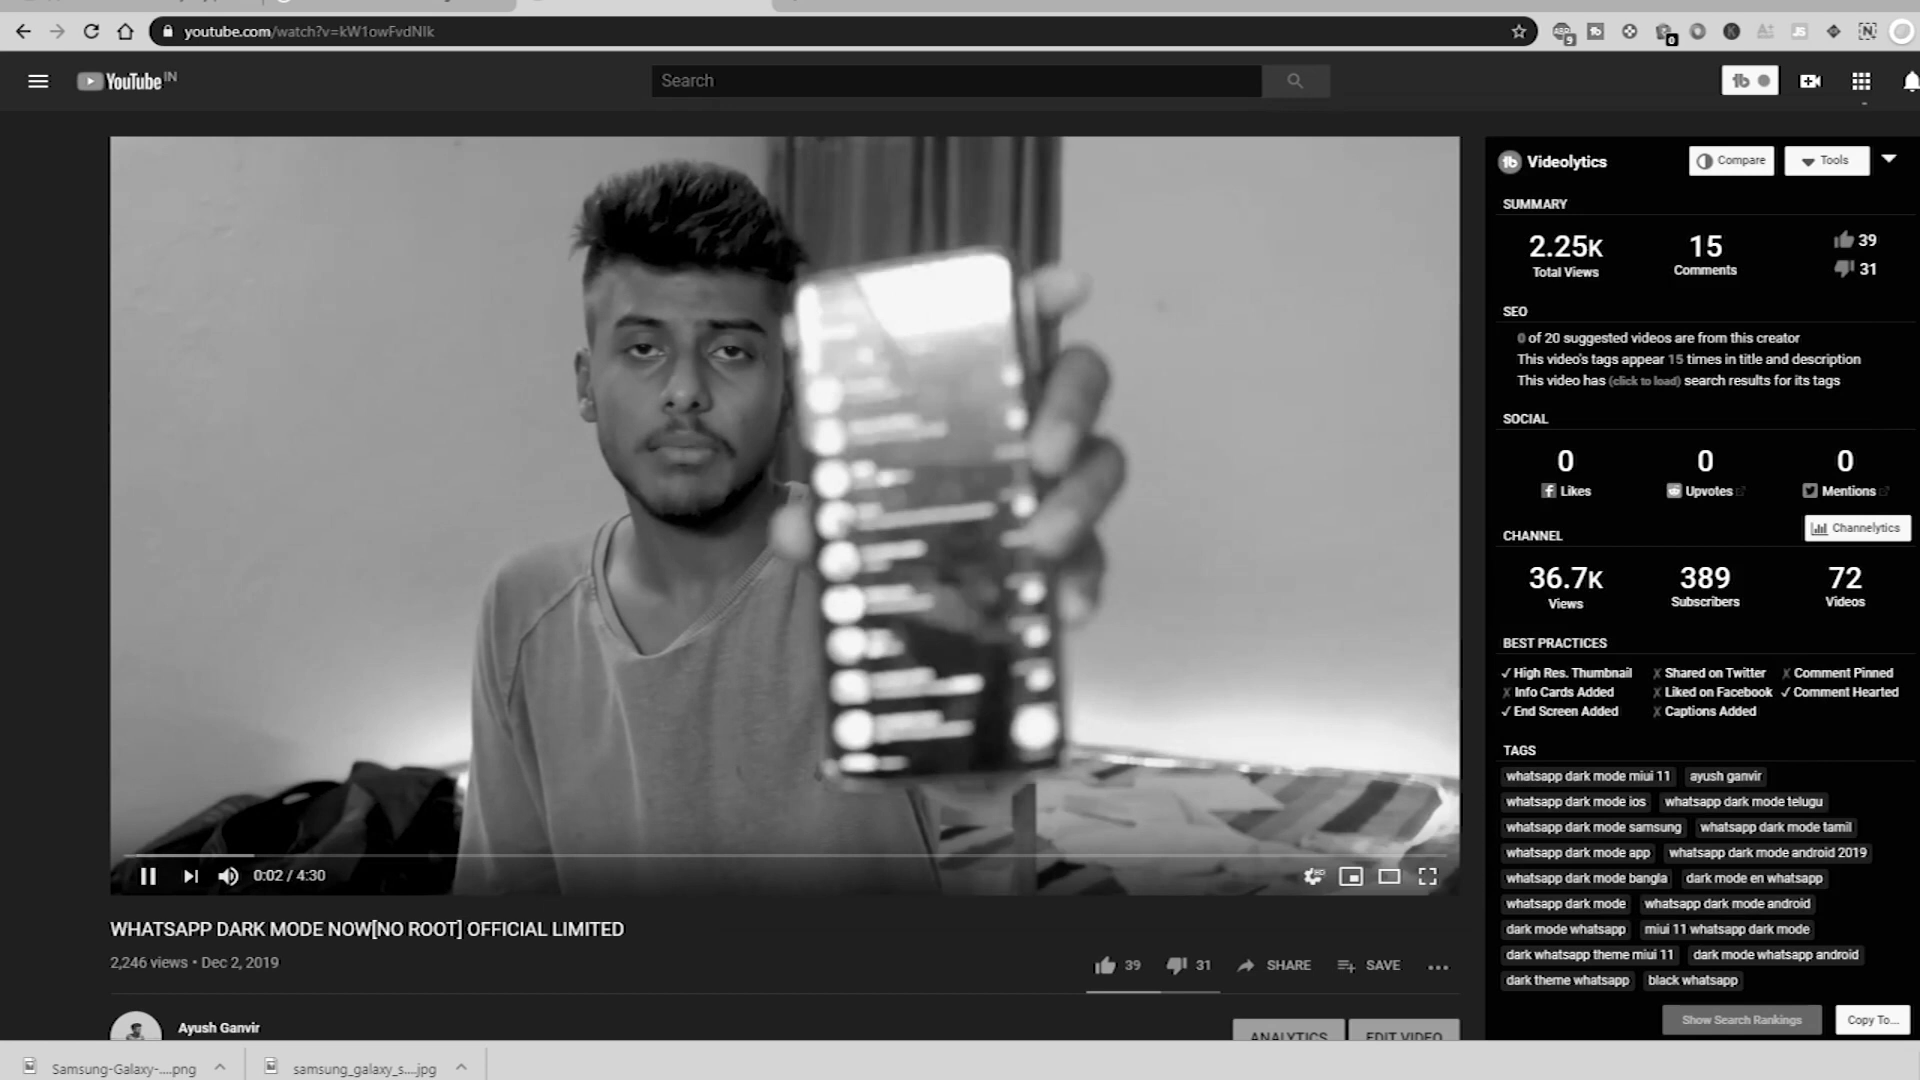 youtube.com/watch?v=kW1owFvdNlk
YouTube IN
Search
Videolytics
Compare
Tools
SUMMARY
2.25K
15
39
Total Views
Comments
31
SEO
0 of 20 suggested videos are from this creator
This video's tags appear 15 times in title and description
This video has (click to load) search results for its tags
SOCIAL
0
0
0
Likes
Upvotes
Mentions
CHANNEL
Channelytics
36.7K
389
72
Views
Subscribers
Videos
BEST PRACTICES
✓ High Res. Thumbnail
✗ Shared on Twitter
✗ Comment Pinned
✗ Info Cards Added
✗ Liked on Facebook
✓ Comment Hearted
✓ End Screen Added
✗ Captions Added
TAGS
whatsapp dark mode miui 11
ayush ganvir
whatsapp dark mode ios
whatsapp dark mode telugu
whatsapp dark mode samsung
whatsapp dark mode tamil
whatsapp dark mode app
whatsapp dark mode android 2019
whatsapp dark mode bangla
dark mode en whatsapp
whatsapp dark mode
whatsapp dark mode android
dark mode whatsapp
miui 11 whatsapp dark mode
dark whatsapp theme miui 11
dark mode whatsapp android
dark theme whatsapp
black whatsapp
Show Search Rankings
Copy To...
0:02 / 4:30
WHATSAPP DARK MODE NOW[NO ROOT] OFFICIAL LIMITED
2,246 views • Dec 2, 2019
39
31
SHARE
SAVE
Ayush Ganvir
ANALYTICS
EDIT VIDEO
Samsung-Galaxy-....png
samsung_galaxy_s....jpg